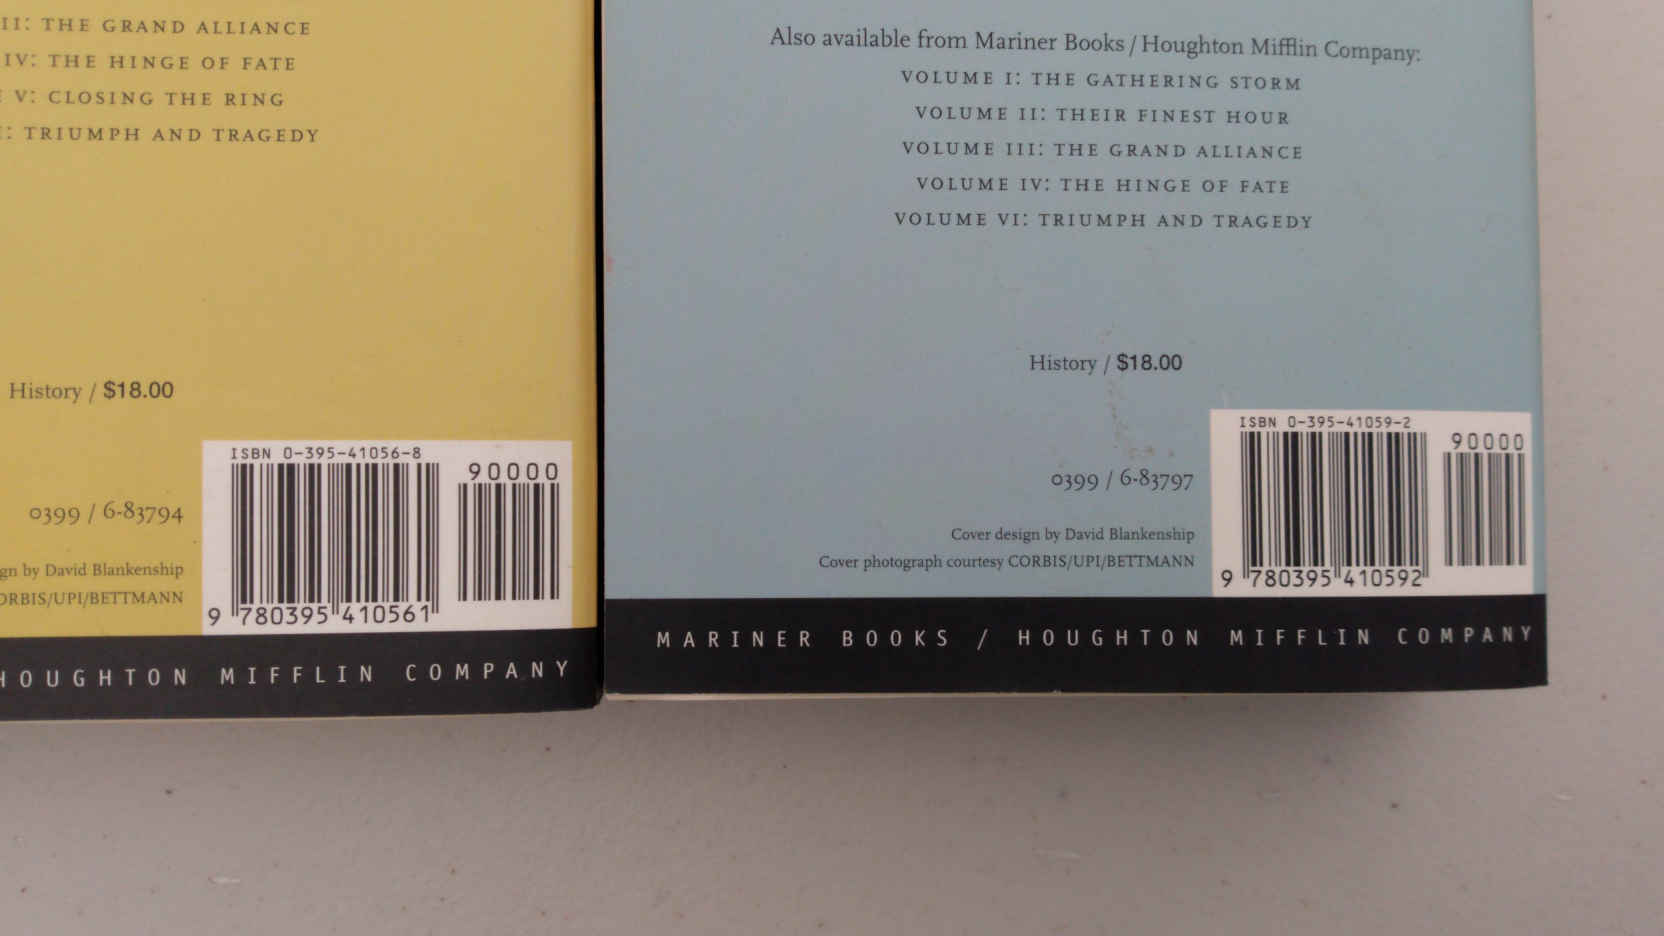 II: THE GRAND ALLIANCE
IV: THE HINGE OF FATE
V: CLOSING THE RING
I: TRIUMPH AND TRAGEDY
History / $18.00
ISBN 0-395-41056-8
90000
0399 / 6-83794
gn by David Blankenship
ORBIS/UPI/BETTMANN
9 780395 410561
HOUGHTON MIFFLIN COMPANY
Also available from Mariner Books / Houghton Mifflin Company:
VOLUME I: THE GATHERING STORM
VOLUME II: THEIR FINEST HOUR
VOLUME III: THE GRAND ALLIANCE
VOLUME IV: THE HINGE OF FATE
VOLUME VI: TRIUMPH AND TRAGEDY
History / $18.00
ISBN 0-395-41059-2
90000
0399 / 6-83797
Cover design by David Blankenship
Cover photograph courtesy CORBIS/UPI/BETTMANN
9 780395 410592
MARINER BOOKS / HOUGHTON MIFFLIN COMPANY